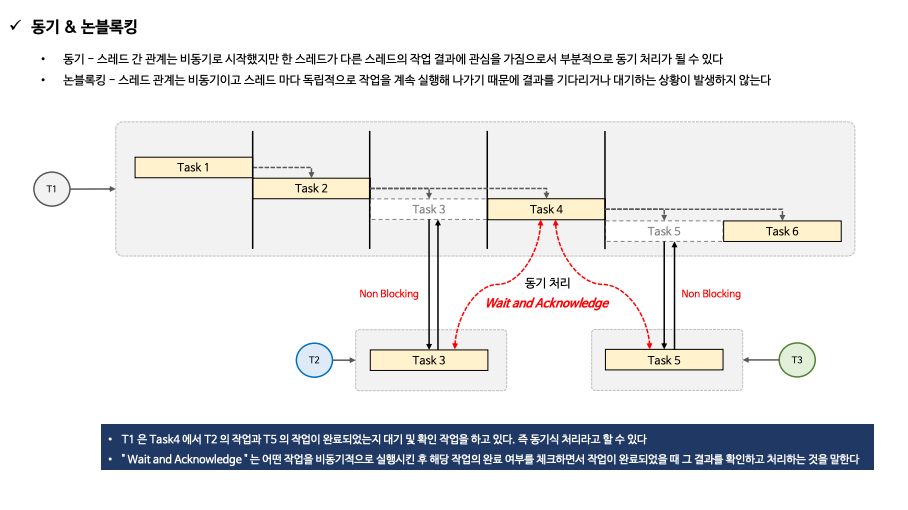 ✓ 동기 & 논블록킹
• 동기 – 스레드 간 관계는 비동기로 시작했지만 한 스레드가 다른 스레드의 작업 결과에 관심을 가짐으로서 부분적으로 동기 처리가 될 수 있다
• 논블록킹 – 스레드 관계는 비동기이고 스레드 마다 독립적으로 작업을 계속 실행해 나가기 때문에 결과를 기다리거나 대기하는 상황이 발생하지 않는다
Task 1
T1
Task 2
Task 3
Task 4
Task 5
Task 6
Non Blocking
동기 처리
Wait and Acknowledge
Non Blocking
T2
Task 3
Task 5
T3
• T1 은 Task4 에서 T2 의 작업과 T5 의 작업이 완료되었는지 대기 및 확인 작업을 하고 있다. 즉 동기식 처리라고 할 수 있다
• " Wait and Acknowledge " 는 어떤 작업을 비동기적으로 실행시킨 후 해당 작업의 완료 여부를 체크하면서 작업이 완료되었을 때 그 결과를 확인하고 처리하는 것을 말한다